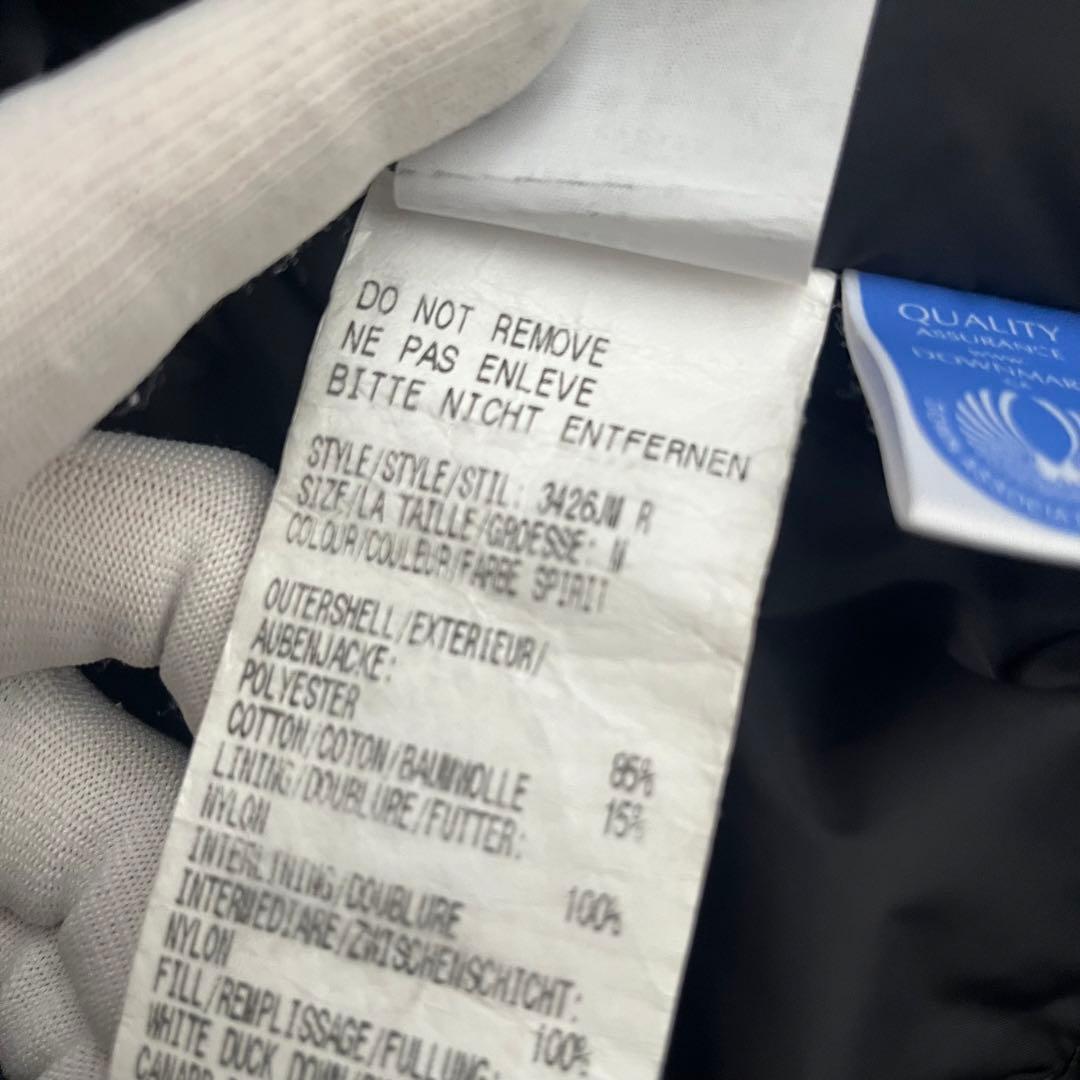 DO NOT REMOVE
NE PAS ENLEVE
BITTE NICHT ENTFERNEN
STYLE/STYLE/STIL: 3426JM R
SIZE/LA TAILLE/GROESSE: M
COLOUR/COULEUR/FARBE SPIRIT
OUTERSHELL/EXTERIEUR/
AUBENJACKE:
POLYESTER 85%
COTTON/COTON/BAUMWOLLE 15%
LINING/DOUBLURE/FUTTER:
NYLON 100%
INTERLINING/DOUBLURE
INTERMEDIARE/ZWISCHENSCHICHT:
NYLON 100%
FILL/REMPLISSAGE/FULLUNG:
WHITE DUCK DOWN
QUALITY
ASSURANCE
www
DOWNMAR